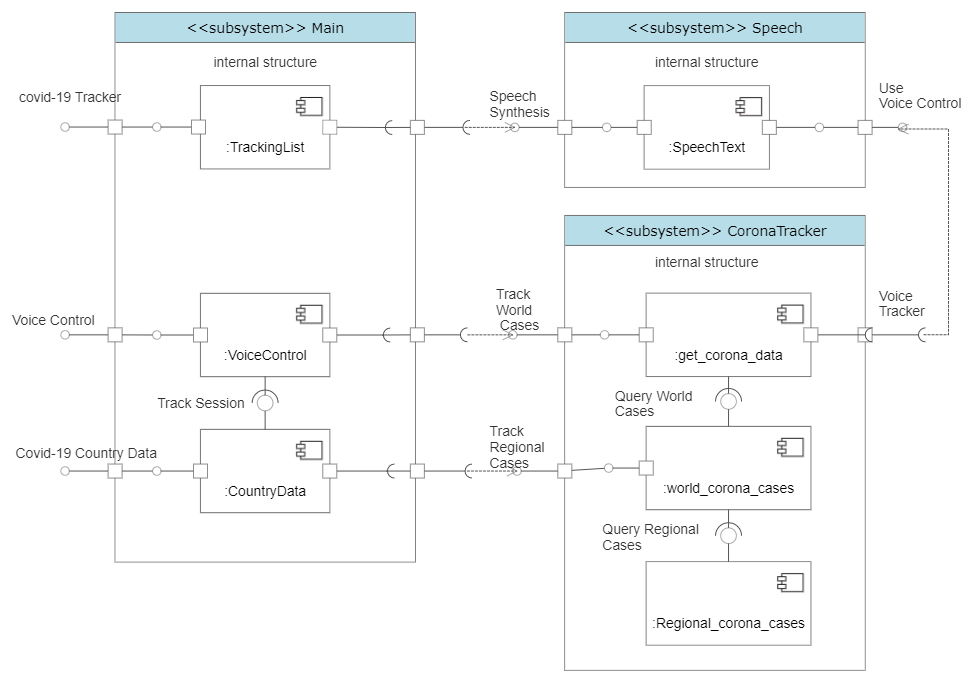 <<subsystem>> Main
internal structure
covid-19 Tracker
:TrackingList
Voice Control
:VoiceControl
Track Session
Covid-19 Country Data
:CountryData
Speech
Synthesis
Track
World
Cases
Track
Regional
Cases
<<subsystem>> Speech
internal structure
:SpeechText
Use
Voice Control
<<subsystem>> CoronaTracker
internal structure
:get_corona_data
Voice
Tracker
Query World
Cases
:world_corona_cases
Query Regional
Cases
:Regional_corona_cases